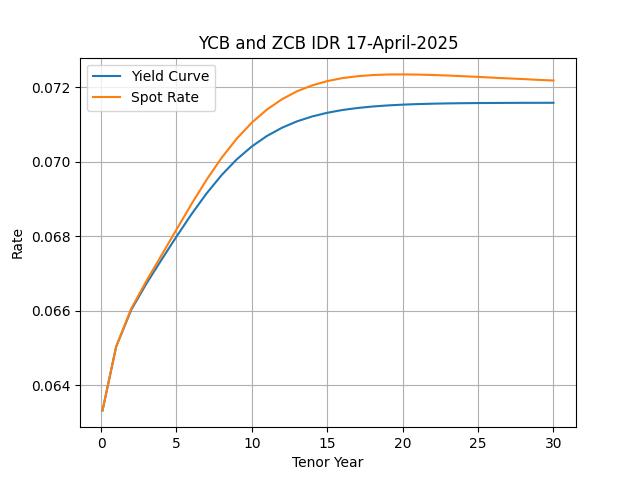 YCB and ZCB IDR 17-April-2025
Yield Curve
Spot Rate
0.072
0.070
0.068
0.066
0.064
Rate
0 5 10 15 20 25 30
Tenor Year